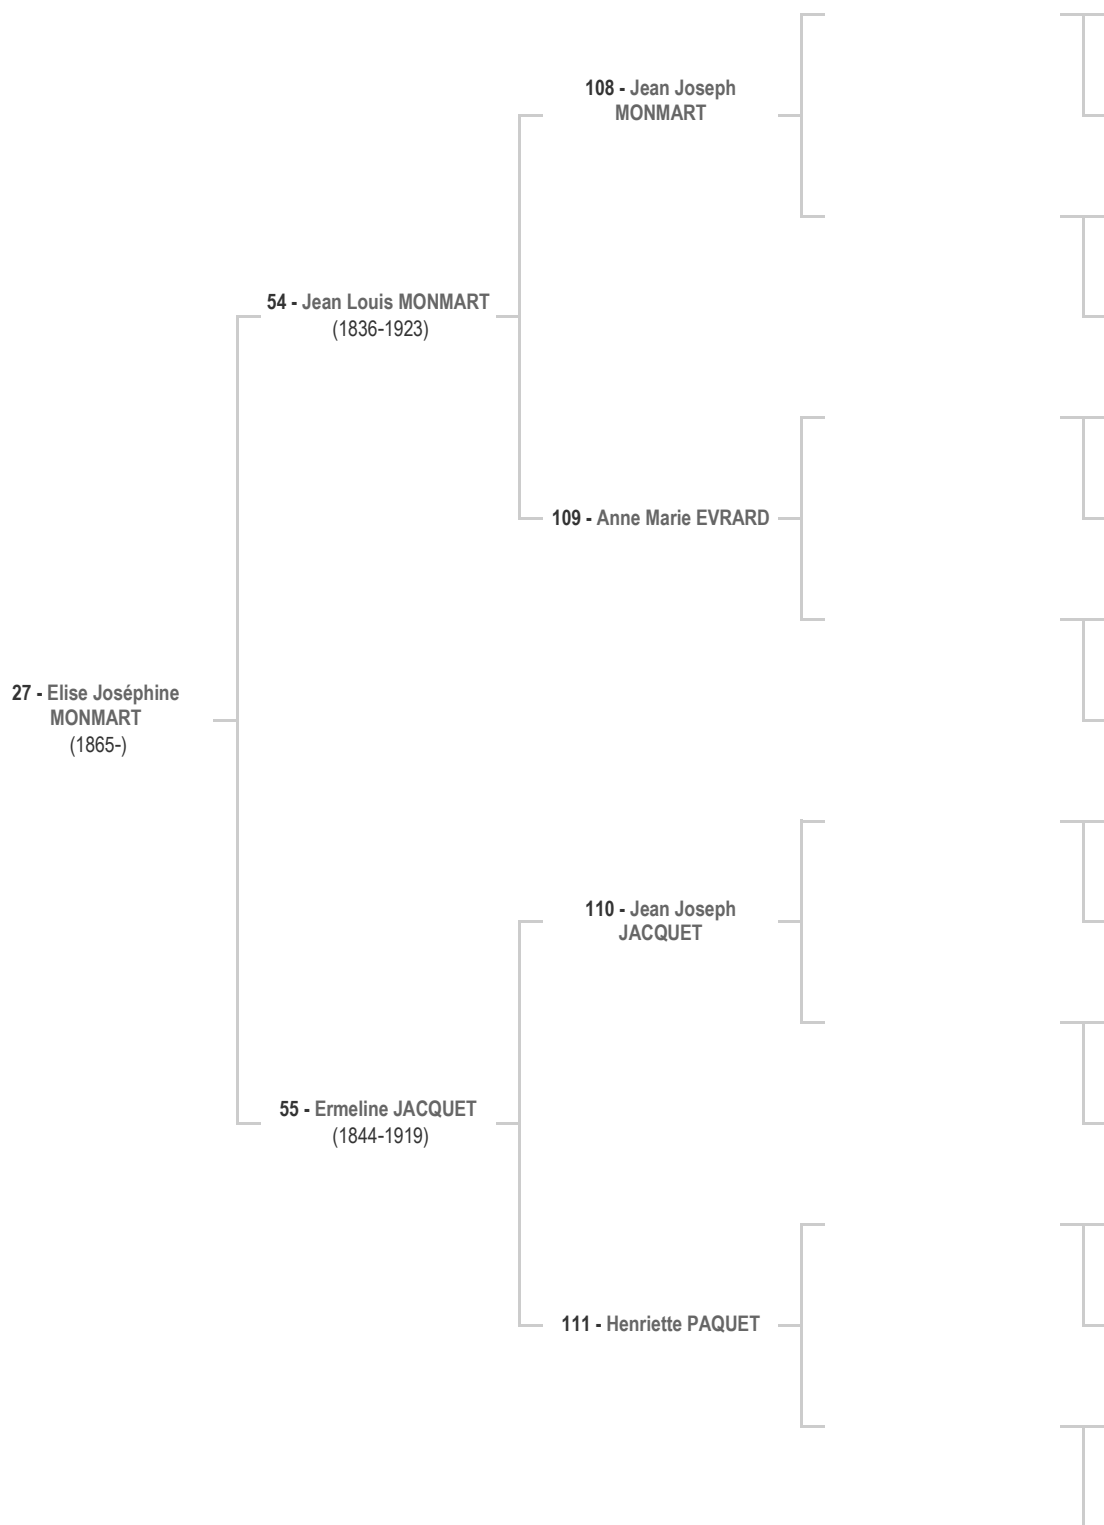 108 - Jean Joseph
MONMART
54 - Jean Louis MONMART
(1836-1923)
109 - Anne Marie EVRARD
27 - Elise Joséphine
MONMART
(1865-)
110 - Jean Joseph
JACQUET
55 - Ermeline JACQUET
(1844-1919)
111 - Henriette PAQUET